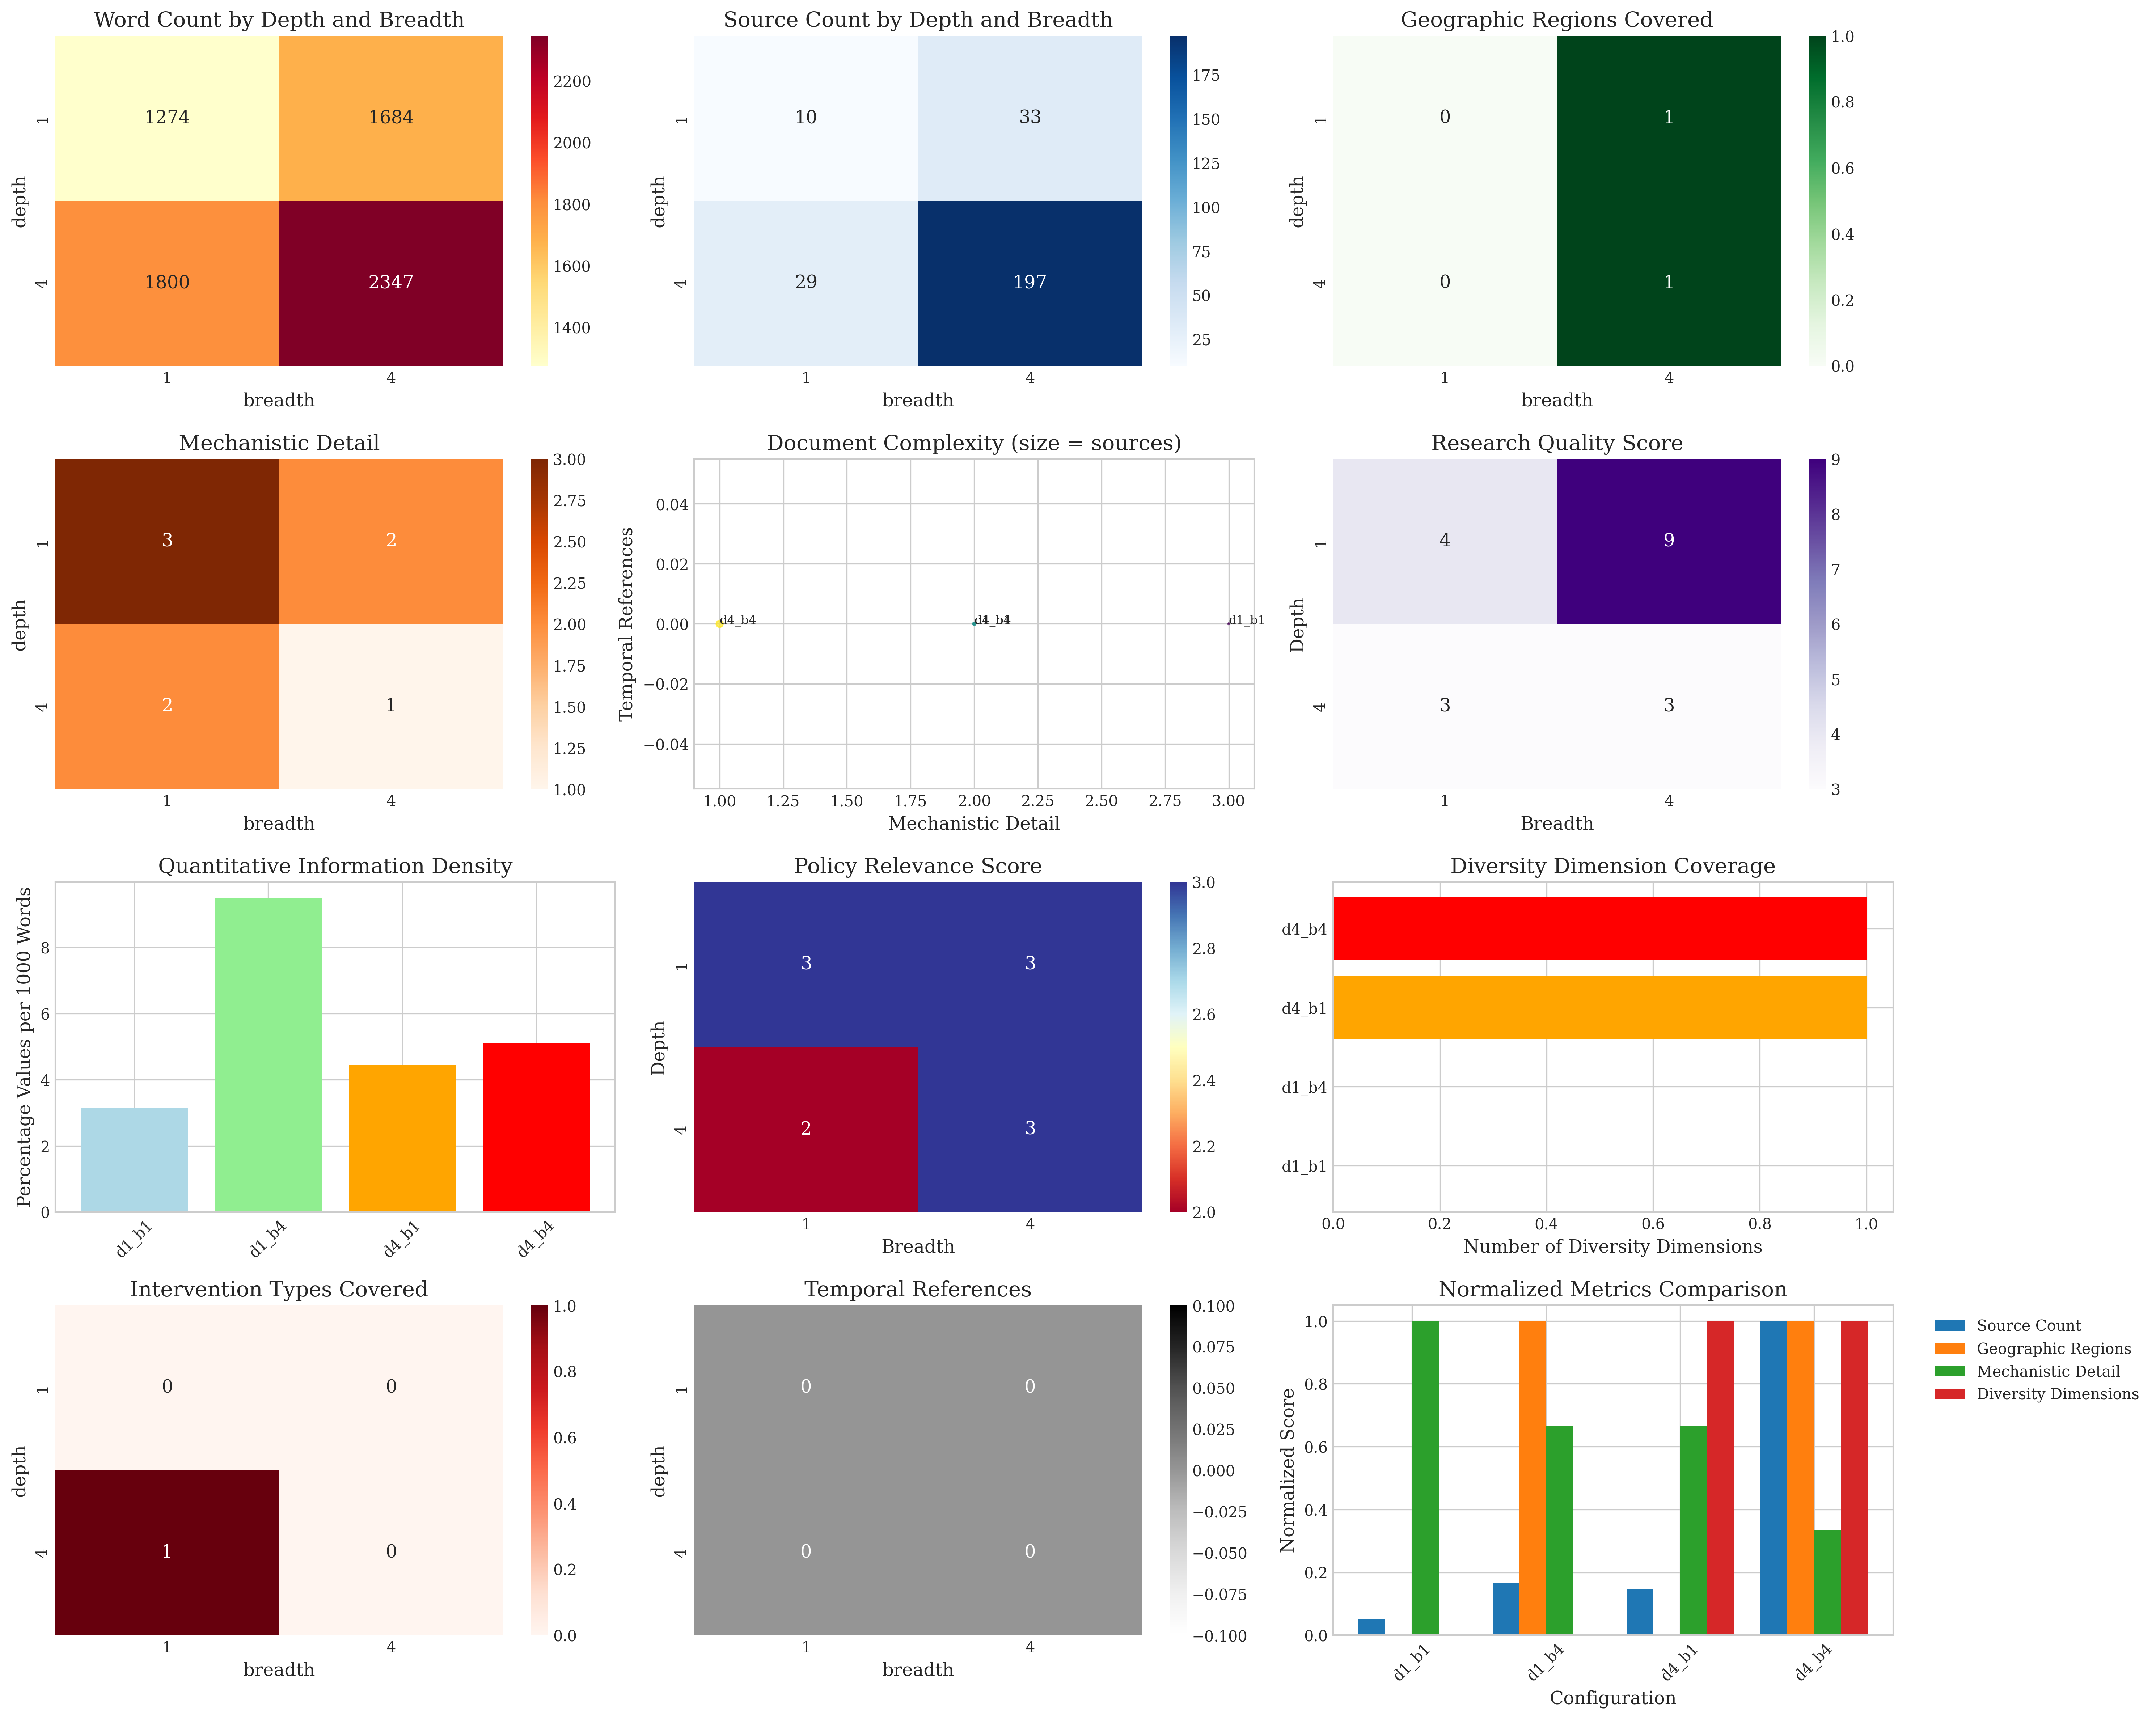 Word Count by Depth and Breadth
1274 1684
1800 2347
1
4
depth
1 4
breadth
2200
2000
1800
1600
1400
Source Count by Depth and Breadth
10 33
29 197
1
4
depth
1 4
breadth
175
150
125
100
75
50
25
Geographic Regions Covered
0 1
0 1
1
4
depth
1 4
breadth
1.0
0.8
0.6
0.4
0.2
0.0
Mechanistic Detail
3 2
2 1
1
4
depth
1 4
breadth
3.00
2.75
2.50
2.25
2.00
1.75
1.50
1.25
1.00
Document Complexity (size = sources)
0.04
0.02
0.00
−0.02
−0.04
Temporal References
d4_b4
d1_b1
1.00 1.25 1.50 1.75 2.00 2.25 2.50 2.75 3.00
Mechanistic Detail
Research Quality Score
4 9
3 3
1
4
Depth
1 4
Breadth
9
8
7
6
5
4
3
Quantitative Information Density
8
6
4
2
0
Percentage Values per 1000 Words
d1_b1 d1_b4 d4_b1 d4_b4
Policy Relevance Score
3 3
2 3
1
4
Depth
1 4
Breadth
3.0
2.8
2.6
2.4
2.2
2.0
Diversity Dimension Coverage
d4_b4
d4_b1
d1_b4
d1_b1
0.0 0.2 0.4 0.6 0.8 1.0
Number of Diversity Dimensions
Intervention Types Covered
0 0
1 0
1
4
depth
1 4
breadth
1.0
0.8
0.6
0.4
0.2
0.0
Temporal References
0 0
0 0
1
4
depth
1 4
breadth
0.100
0.075
0.050
0.025
0.000
−0.025
−0.050
−0.075
−0.100
Normalized Metrics Comparison
1.0
0.8
0.6
0.4
0.2
0.0
Normalized Score
d1_b1 d1_b4 d4_b1 d4_b4
Configuration
Source Count
Geographic Regions
Mechanistic Detail
Diversity Dimensions